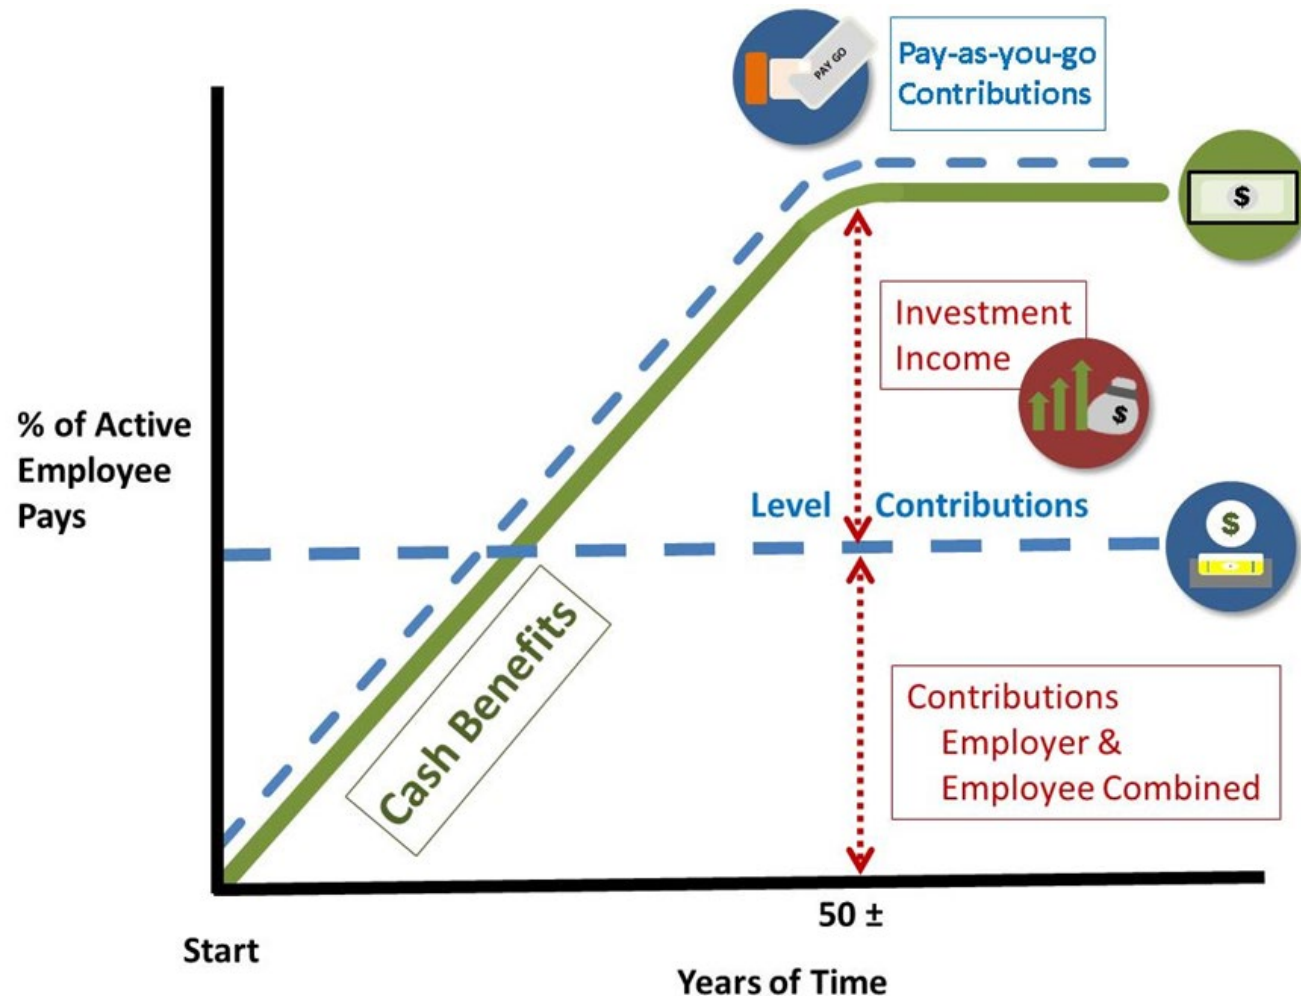 PAY GO
Pay-as-you-go
Contributions
$
Investment
Income
$
% of Active
Employee
Pays
Level Contributions
$
Cash Benefits
Contributions
Employer &
Employee Combined
50 ±
Start
Years of Time